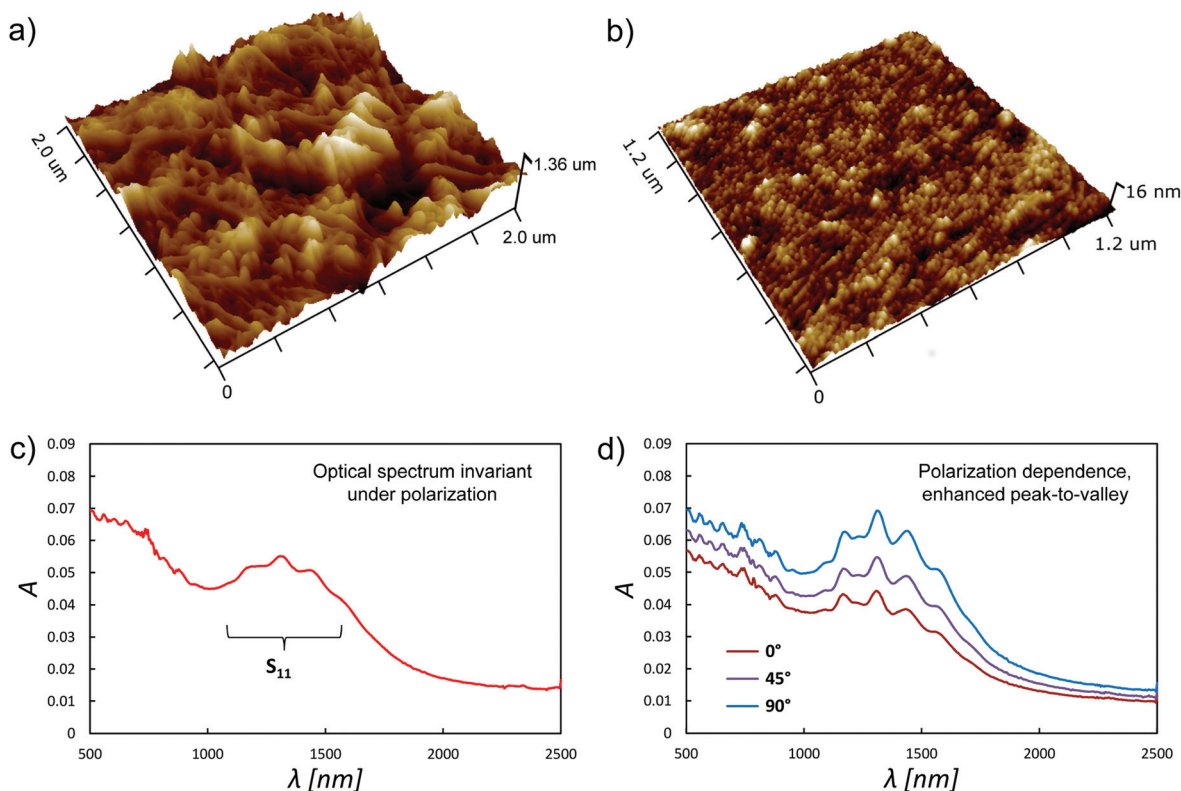 a)
2.0 um
1.36 um
2.0 um
0
b)
1.2 um
16 nm
1.2 um
0
c)
0.09
0.08
0.07
0.06
0.05
0.04
0.03
0.02
0.01
0
A
Optical spectrum invariant
under polarization
S₁₁
500
1000
1500
2000
2500
λ [nm]
d)
0.09
0.08
0.07
0.06
0.05
0.04
0.03
0.02
0.01
0
A
Polarization dependence,
enhanced peak-to-valley
0°
45°
90°
500
1000
1500
2000
2500
λ [nm]